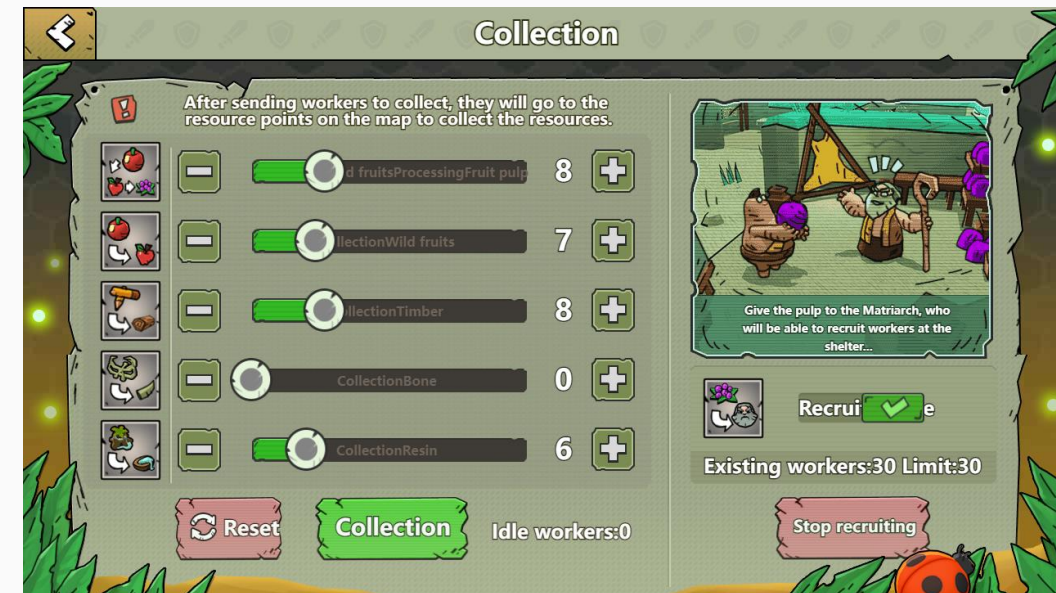 Collection
After sending workers to collect, they will go to the
resource points on the map to collect the resources.
d fruitsProcessingFruit pulp
8
llectionWild fruits
7
llectionTimber
8
CollectionBone
0
CollectionResin
6
Reset
Collection
Idle workers:0
Give the pulp to the Matriarch, who
will be able to recruit workers at the
shelter...
Recrui e
Existing workers:30 Limit:30
Stop recruiting